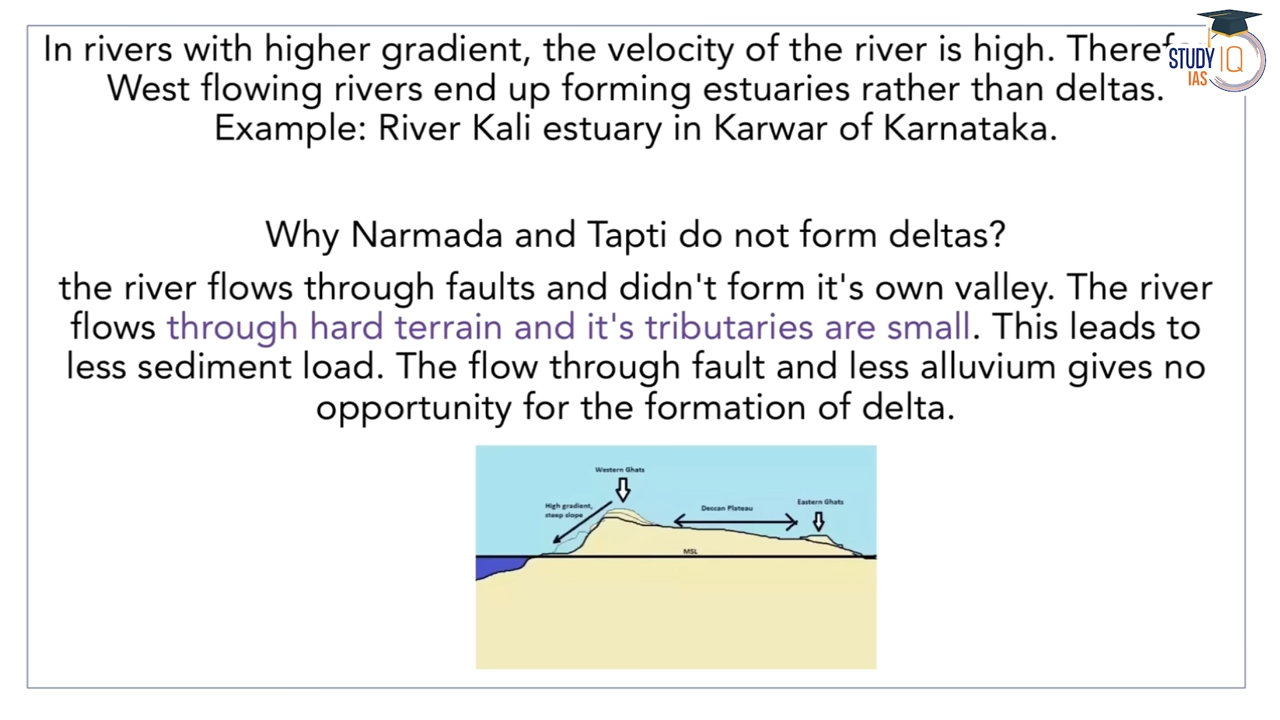 In rivers with higher gradient, the velocity of the river is high.
West flowing rivers end up forming estuaries rather than deltas.
Example: River Kali estuary in Karwar of Karnataka.
STUDY IQ
IAS
Why Narmada and Tapti do not form deltas?
the river flows through faults and didn't form it's own valley. The river
flows through hard terrain and it's tributaries are small. This leads to
less sediment load. The flow through fault and less alluvium gives no
opportunity for the formation of delta.
Western Ghats
High gradient,
steep slope
Deccan Plateau
Eastern Ghats
MSL